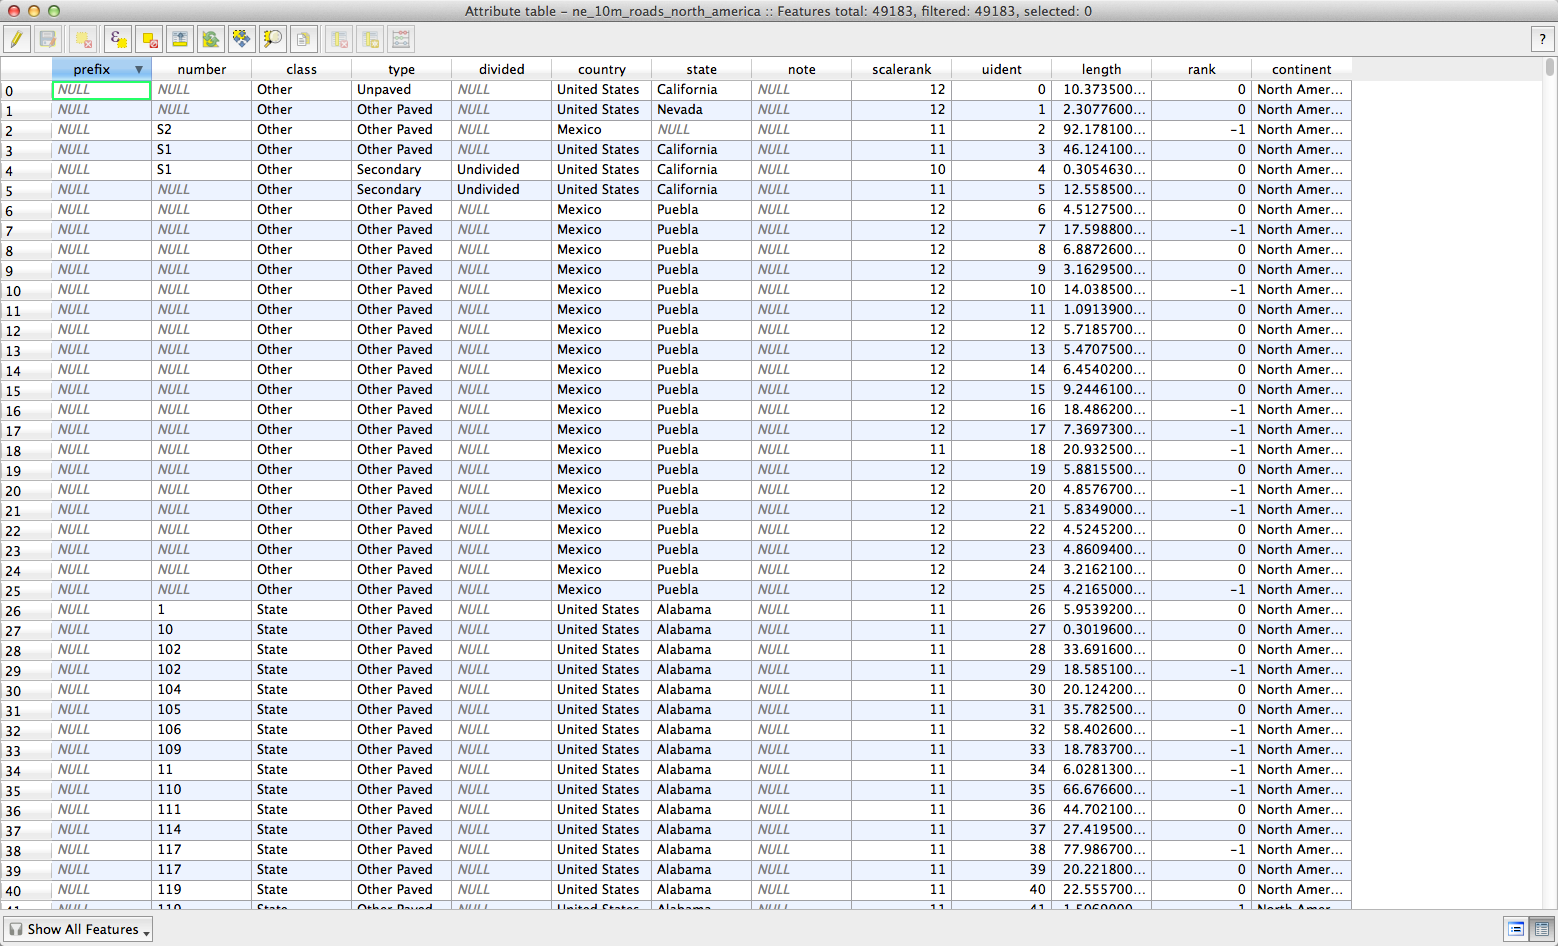 Attribute table – ne_10m_roads_north_america :: Features total: 49183, filtered: 49183, selected: 0
ε ?
prefix number class type divided country state note scalerank uident length rank continent
0 NULL NULL Other Unpaved NULL United States California NULL 12 0 10.373500... 0 North Amer...
1 NULL NULL Other Other Paved NULL United States Nevada NULL 12 1 2.3077600... 0 North Amer...
2 NULL S2 Other Other Paved NULL Mexico NULL NULL 11 2 92.178100... −1 North Amer...
3 NULL S1 Other Other Paved NULL United States California NULL 11 3 46.124100... 0 North Amer...
4 NULL S1 Other Secondary Undivided United States California NULL 10 4 0.3054630... 0 North Amer...
5 NULL NULL Other Secondary Undivided United States California NULL 11 5 12.558500... 0 North Amer...
6 NULL NULL Other Other Paved NULL Mexico Puebla NULL 12 6 4.5127500... 0 North Amer...
7 NULL NULL Other Other Paved NULL Mexico Puebla NULL 12 7 17.598800... −1 North Amer...
8 NULL NULL Other Other Paved NULL Mexico Puebla NULL 12 8 6.8872600... 0 North Amer...
9 NULL NULL Other Other Paved NULL Mexico Puebla NULL 12 9 3.1629500... 0 North Amer...
10 NULL NULL Other Other Paved NULL Mexico Puebla NULL 12 10 14.038500... −1 North Amer...
11 NULL NULL Other Other Paved NULL Mexico Puebla NULL 12 11 1.0913900... 0 North Amer...
12 NULL NULL Other Other Paved NULL Mexico Puebla NULL 12 12 5.7185700... 0 North Amer...
13 NULL NULL Other Other Paved NULL Mexico Puebla NULL 12 13 5.4707500... 0 North Amer...
14 NULL NULL Other Other Paved NULL Mexico Puebla NULL 12 14 6.4540200... 0 North Amer...
15 NULL NULL Other Other Paved NULL Mexico Puebla NULL 12 15 9.2446100... 0 North Amer...
16 NULL NULL Other Other Paved NULL Mexico Puebla NULL 12 16 18.486200... −1 North Amer...
17 NULL NULL Other Other Paved NULL Mexico Puebla NULL 12 17 7.3697300... −1 North Amer...
18 NULL NULL Other Other Paved NULL Mexico Puebla NULL 11 18 20.932500... −1 North Amer...
19 NULL NULL Other Other Paved NULL Mexico Puebla NULL 12 19 5.8815500... 0 North Amer...
20 NULL NULL Other Other Paved NULL Mexico Puebla NULL 12 20 4.8576700... −1 North Amer...
21 NULL NULL Other Other Paved NULL Mexico Puebla NULL 12 21 5.8349000... −1 North Amer...
22 NULL NULL Other Other Paved NULL Mexico Puebla NULL 12 22 4.5245200... 0 North Amer...
23 NULL NULL Other Other Paved NULL Mexico Puebla NULL 12 23 4.8609400... 0 North Amer...
24 NULL NULL Other Other Paved NULL Mexico Puebla NULL 12 24 3.2162100... 0 North Amer...
25 NULL NULL Other Other Paved NULL Mexico Puebla NULL 12 25 4.2165000... −1 North Amer...
26 NULL 1 State Other Paved NULL United States Alabama NULL 11 26 5.9539200... 0 North Amer...
27 NULL 10 State Other Paved NULL United States Alabama NULL 11 27 0.3019600... 0 North Amer...
28 NULL 102 State Other Paved NULL United States Alabama NULL 11 28 33.691600... 0 North Amer...
29 NULL 102 State Other Paved NULL United States Alabama NULL 11 29 18.585100... −1 North Amer...
30 NULL 104 State Other Paved NULL United States Alabama NULL 11 30 20.124200... 0 North Amer...
31 NULL 105 State Other Paved NULL United States Alabama NULL 11 31 35.782500... 0 North Amer...
32 NULL 106 State Other Paved NULL United States Alabama NULL 11 32 58.402600... −1 North Amer...
33 NULL 109 State Other Paved NULL United States Alabama NULL 11 33 18.783700... −1 North Amer...
34 NULL 11 State Other Paved NULL United States Alabama NULL 11 34 6.0281300... −1 North Amer...
35 NULL 110 State Other Paved NULL United States Alabama NULL 11 35 66.676600... −1 North Amer...
36 NULL 111 State Other Paved NULL United States Alabama NULL 11 36 44.702100... 0 North Amer...
37 NULL 114 State Other Paved NULL United States Alabama NULL 11 37 27.419500... 0 North Amer...
38 NULL 117 State Other Paved NULL United States Alabama NULL 11 38 77.986700... −1 North Amer...
39 NULL 117 State Other Paved NULL United States Alabama NULL 11 39 20.221800... 0 North Amer...
40 NULL 119 State Other Paved NULL United States Alabama NULL 11 40 22.555700... 0 North Amer...
Show All Features